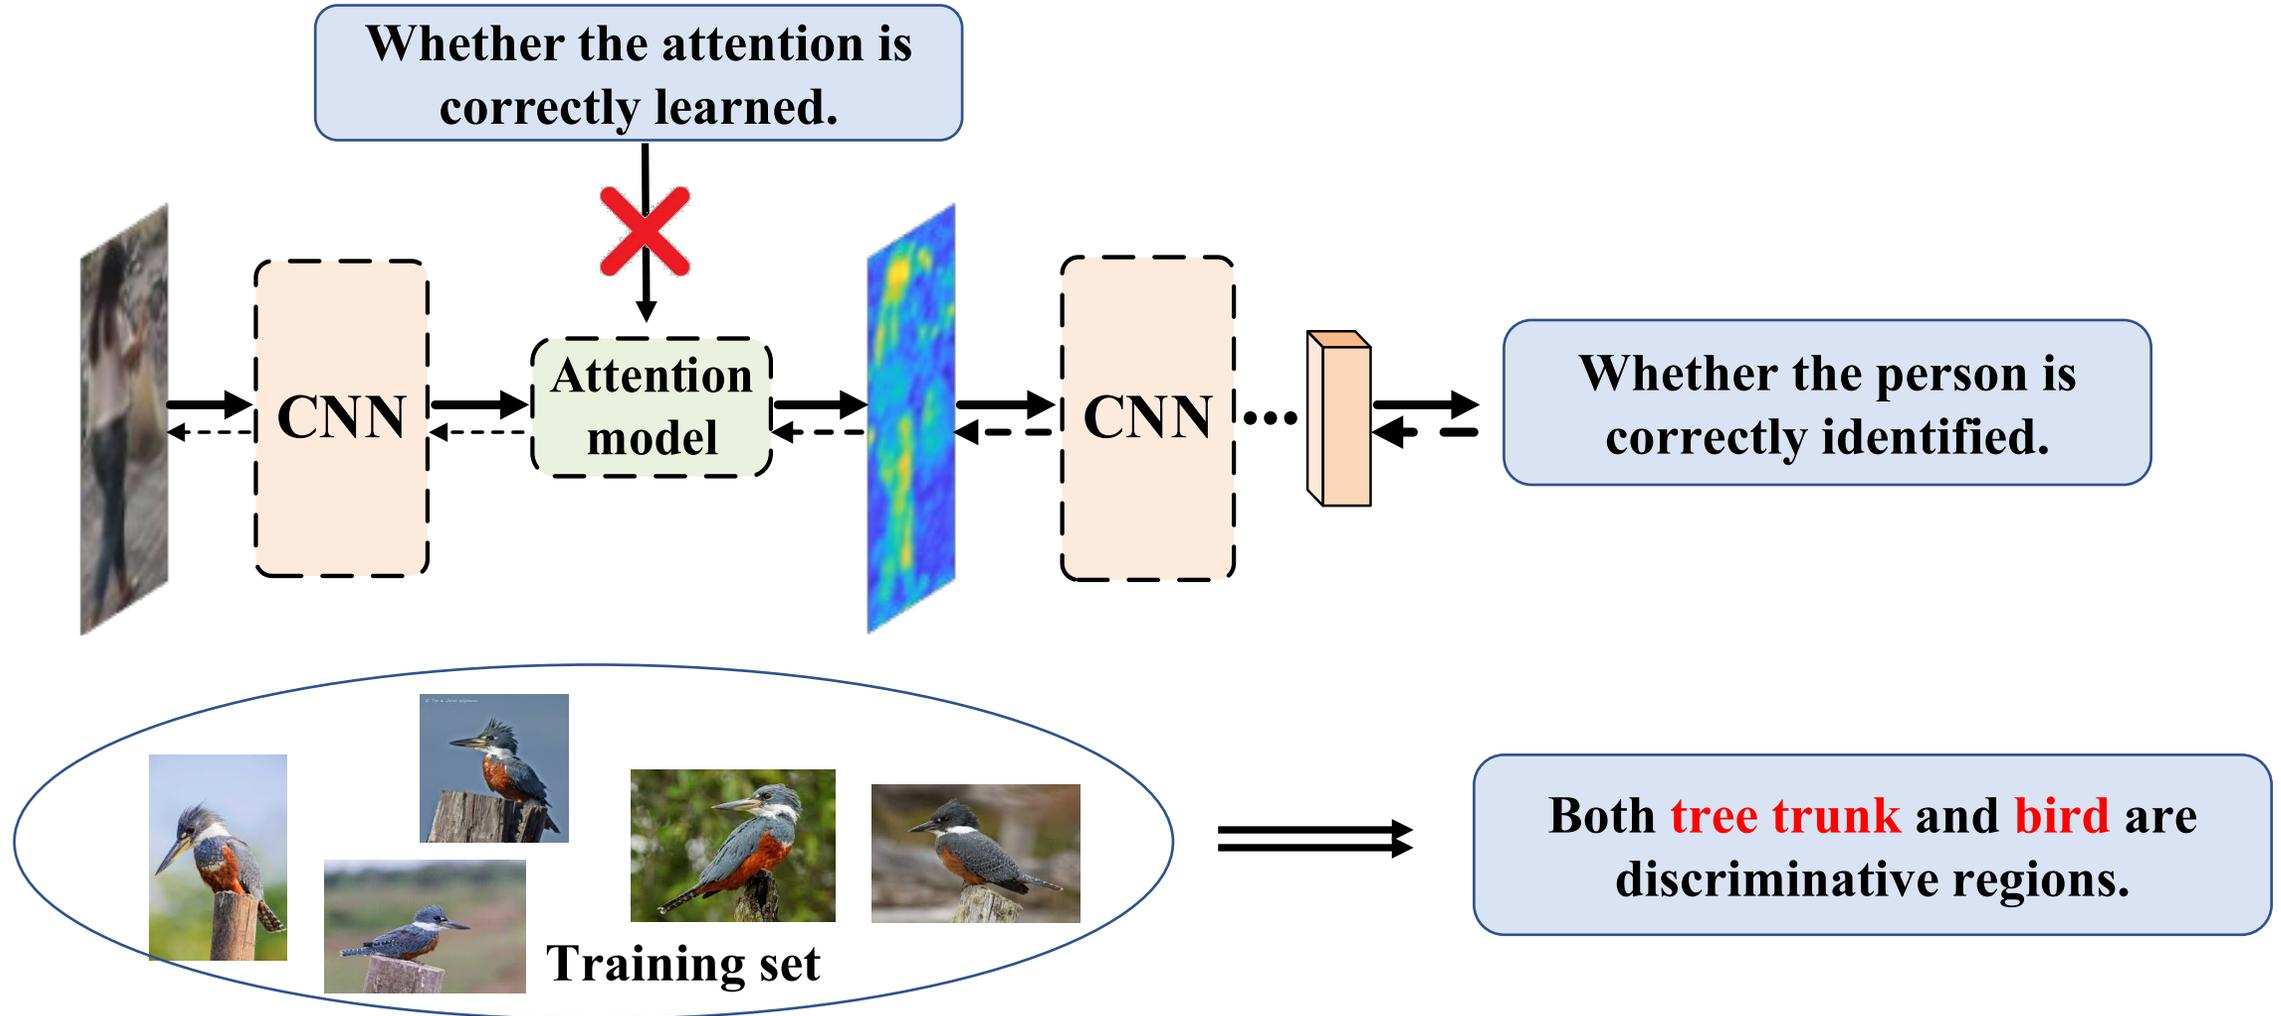 Whether the attention is
correctly learned.
CNN
Attention
model
CNN
Whether the person is
correctly identified.
Training set
Both tree trunk and bird are
discriminative regions.